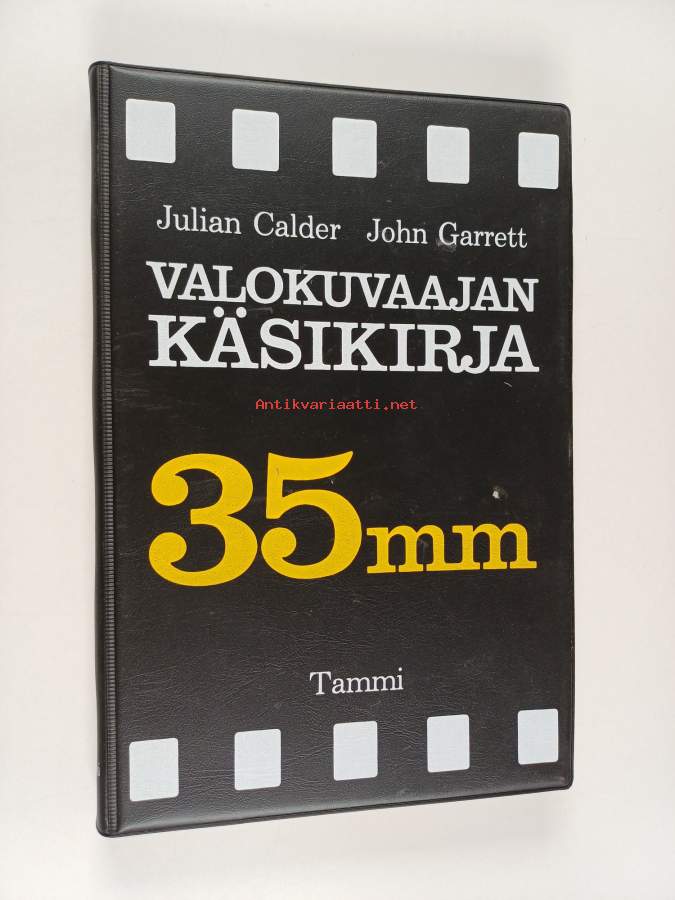 Julian Calder John Garrett
VALOKUVAAJAN
KÄSIKIRJA
Antikvariaatti.net
35mm
Tammi